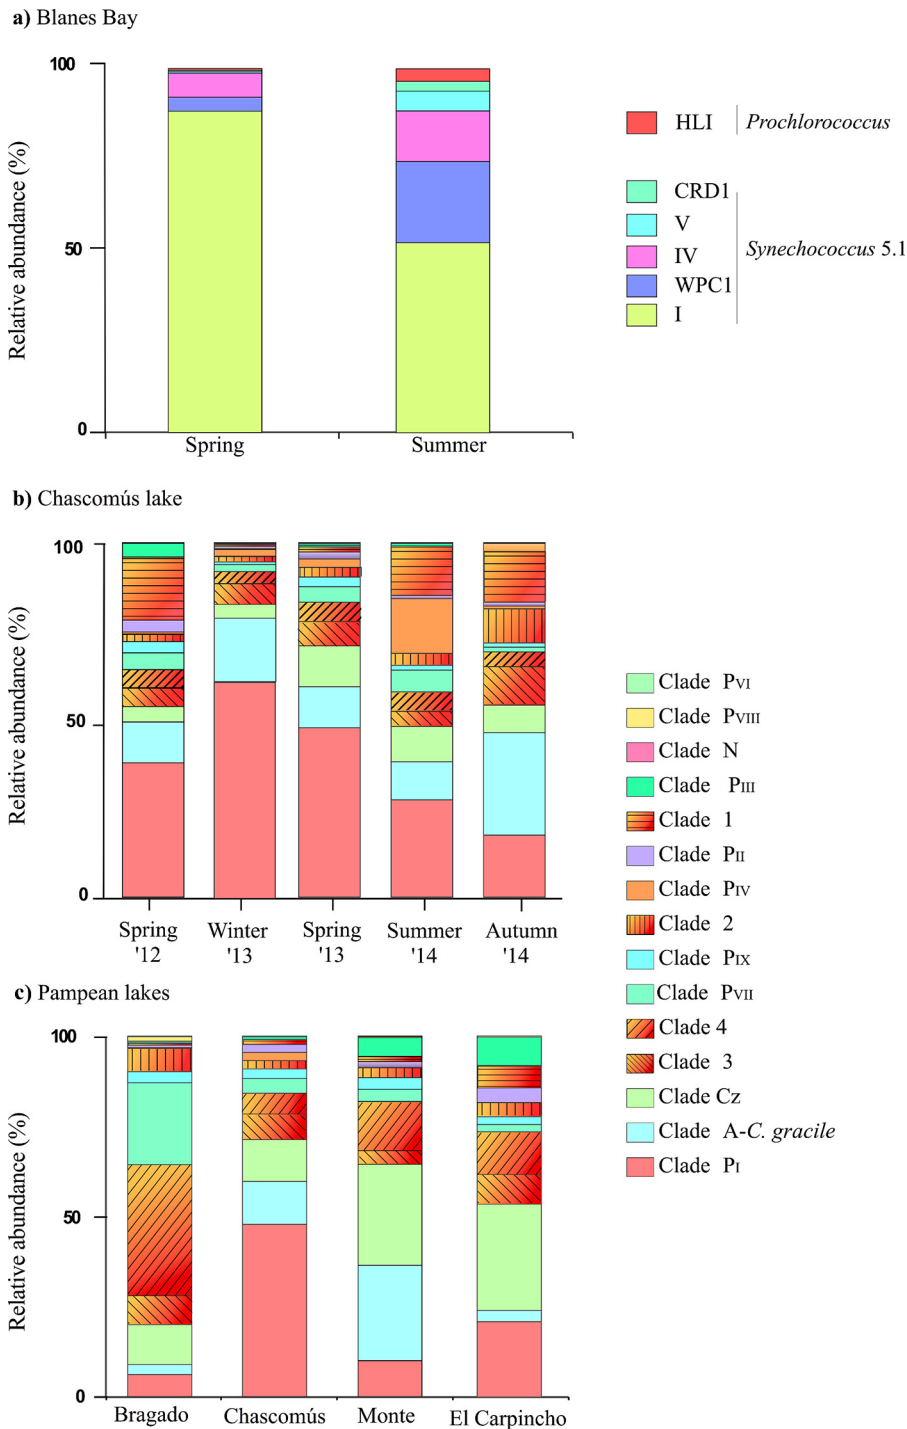 a) Blanes Bay
Relative abundance (%)
100
50
0
Spring
Summer
HLI
Prochlorococcus
CRD1
V
IV
WPC1
I
Synechococcus 5.1
b) Chascomús lake
Relative abundance (%)
100
50
0
Spring '12
Winter '13
Spring '13
Summer '14
Autumn '14
Clade PVI
Clade PVIII
Clade N
Clade PIII
Clade 1
Clade PII
Clade PIV
Clade 2
Clade PIX
Clade PVII
Clade 4
Clade 3
Clade Cz
Clade A-C. gracile
Clade PI
c) Pampean lakes
Relative abundance (%)
100
50
0
Bragado
Chascomús
Monte
El Carpincho